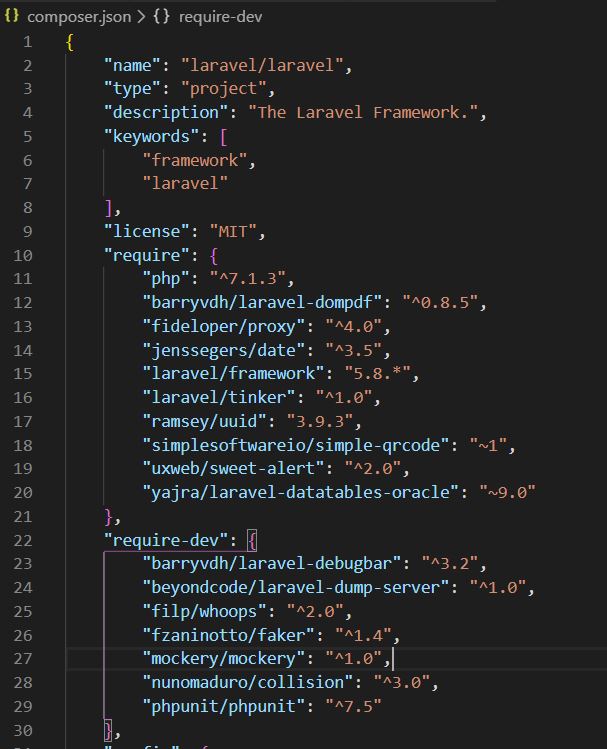 {} composer.json > {} require-dev
1 {
2 "name": "laravel/laravel",
3 "type": "project",
4 "description": "The Laravel Framework.",
5 "keywords": [
6 "framework",
7 "laravel"
8 ],
9 "license": "MIT",
10 "require": {
11 "php": "^7.1.3",
12 "barryvdh/laravel-dompdf": "^0.8.5",
13 "fideloper/proxy": "^4.0",
14 "jenssegers/date": "^3.5",
15 "laravel/framework": "5.8.*",
16 "laravel/tinker": "^1.0",
17 "ramsey/uuid": "3.9.3",
18 "simplesoftwareio/simple-qrcode": "~1",
19 "uxweb/sweet-alert": "^2.0",
20 "yajra/laravel-datatables-oracle": "~9.0"
21 },
22 "require-dev": {
23 "barryvdh/laravel-debugbar": "^3.2",
24 "beyondcode/laravel-dump-server": "^1.0",
25 "filp/whoops": "^2.0",
26 "fzaninotto/faker": "^1.4",
27 "mockery/mockery": "^1.0",
28 "nunomaduro/collision": "^3.0",
29 "phpunit/phpunit": "^7.5"
30 },